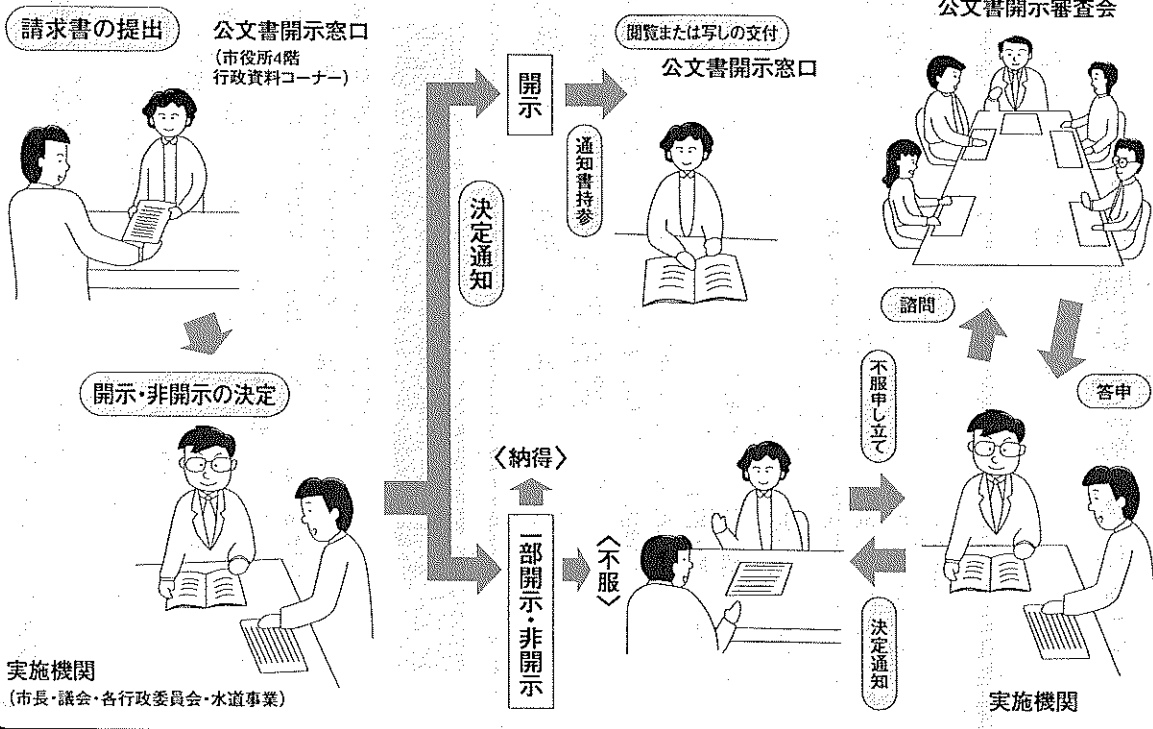 請求書の提出
公文書開示窓口
(市役所4階
行政資料コーナー)
開示・非開示の決定
実施機関
(市長・議会・各行政委員会・水道事業)
決定通知
開示
通知書持参
閲覧または写しの交付
公文書開示窓口
〈納得〉
一部開示・非開示
〈不服〉
不服申し立て
決定通知
公文書開示審査会
諮問
答申
実施機関